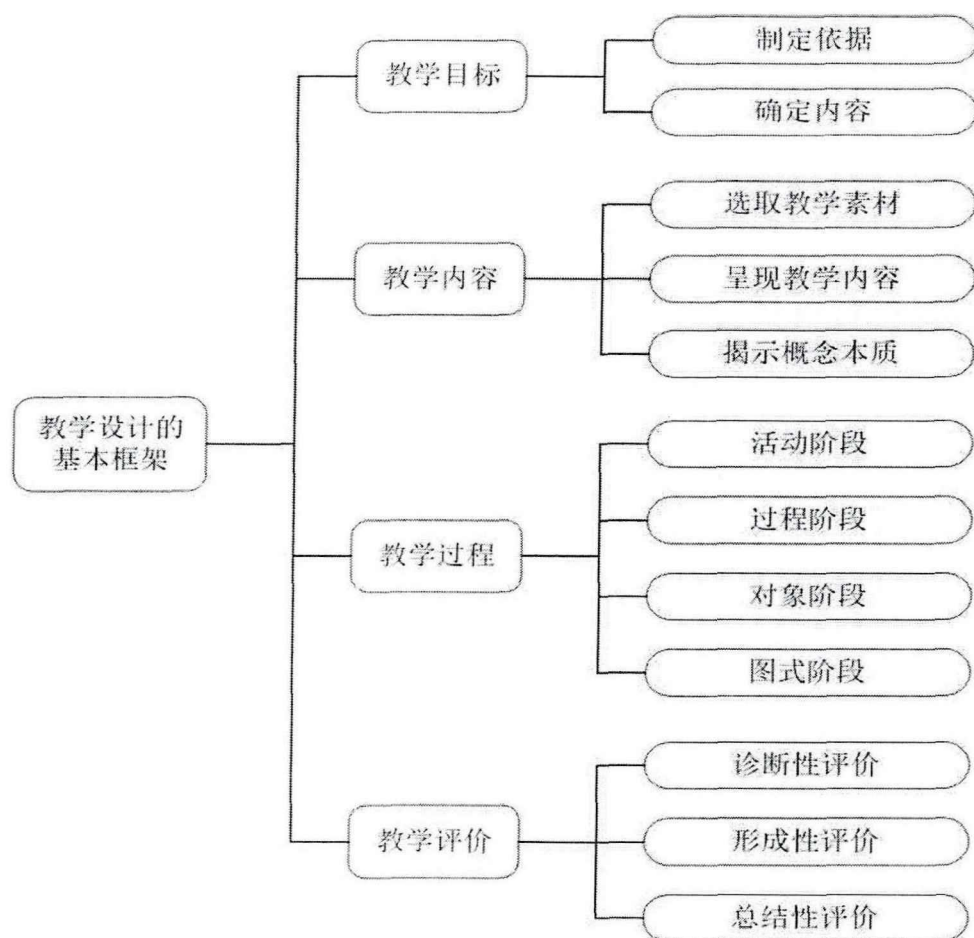 教学设计的
基本框架
教学目标
制定依据
确定内容
教学内容
选取教学素材
呈现教学内容
揭示概念本质
教学过程
活动阶段
过程阶段
对象阶段
图式阶段
教学评价
诊断性评价
形成性评价
总结性评价